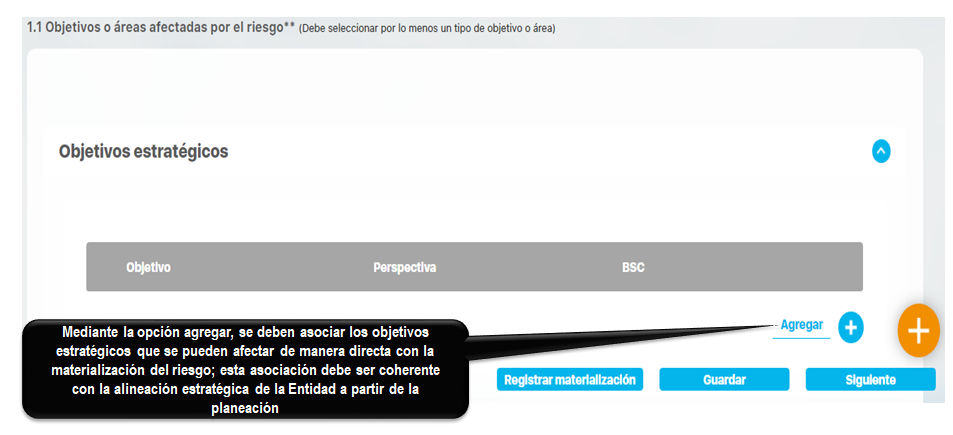 1.1 Objetivos o áreas afectadas por el riesgo** (Debe seleccionar por lo menos un tipo de objetivo o área)
Objetivos estratégicos
Objetivo Perspectiva BSC
Agregar
Mediante la opción agregar, se deben asociar los objetivos
estratégicos que se pueden afectar de manera directa con la
materialización del riesgo; esta asociación debe ser coherente
con la alineación estratégica de la Entidad a partir de la
planeación
Registrar materialización Guardar Siguiente